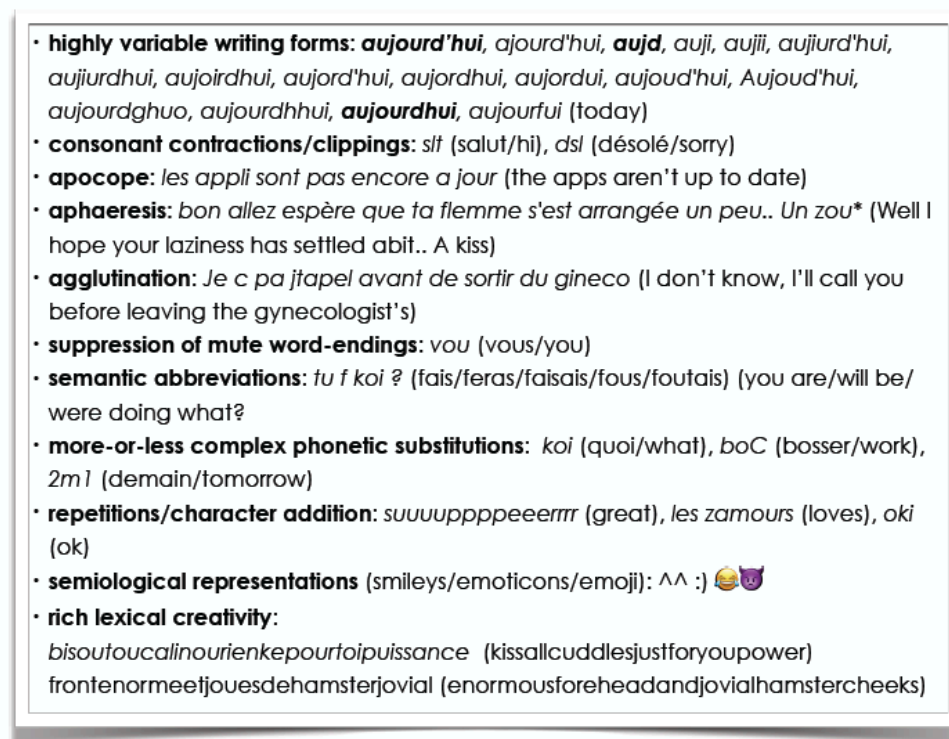 · highly variable writing forms: aujourd'hui, ajourd'hui, aujd, auji, aujii, aujiurd'hui,
aujiurdhui, aujoirdhui, aujord'hui, aujordhui, aujordui, aujoud'hui, Aujoud'hui,
aujourdghuo, aujourdhhui, aujourdhui, aujourfui (today)
· consonant contractions/clippings: slt (salut/hi), dsl (désolé/sorry)
· apocope: les appli sont pas encore a jour (the apps aren't up to date)
· aphaeresis: bon allez espère que ta flemme s'est arrangée un peu.. Un zou* (Well I
hope your laziness has settled abit.. A kiss)
· agglutination: Je c pa jtapel avant de sortir du gineco (I don't know, I'll call you
before leaving the gynecologist's)
· suppression of mute word-endings: vou (vous/you)
· semantic abbreviations: tu f koi ? (fais/feras/faisais/fous/foutais) (you are/will be/
were doing what?
· more-or-less complex phonetic substitutions: koi (quoi/what), boC (bosser/work),
2m1 (demain/tomorrow)
· repetitions/character addition: suuuuppppeeerrrr (great), les zamours (loves), oki
(ok)
· semiological representations (smileys/emoticons/emoji): ^^ :) 😂😈
· rich lexical creativity:
bisoutoucalinourienkepourtoipuissance (kissallcuddlesjustforyoupower)
frontenormeetjouesdehamsterjovial (enormousforeheadandjovialhamstercheeks)